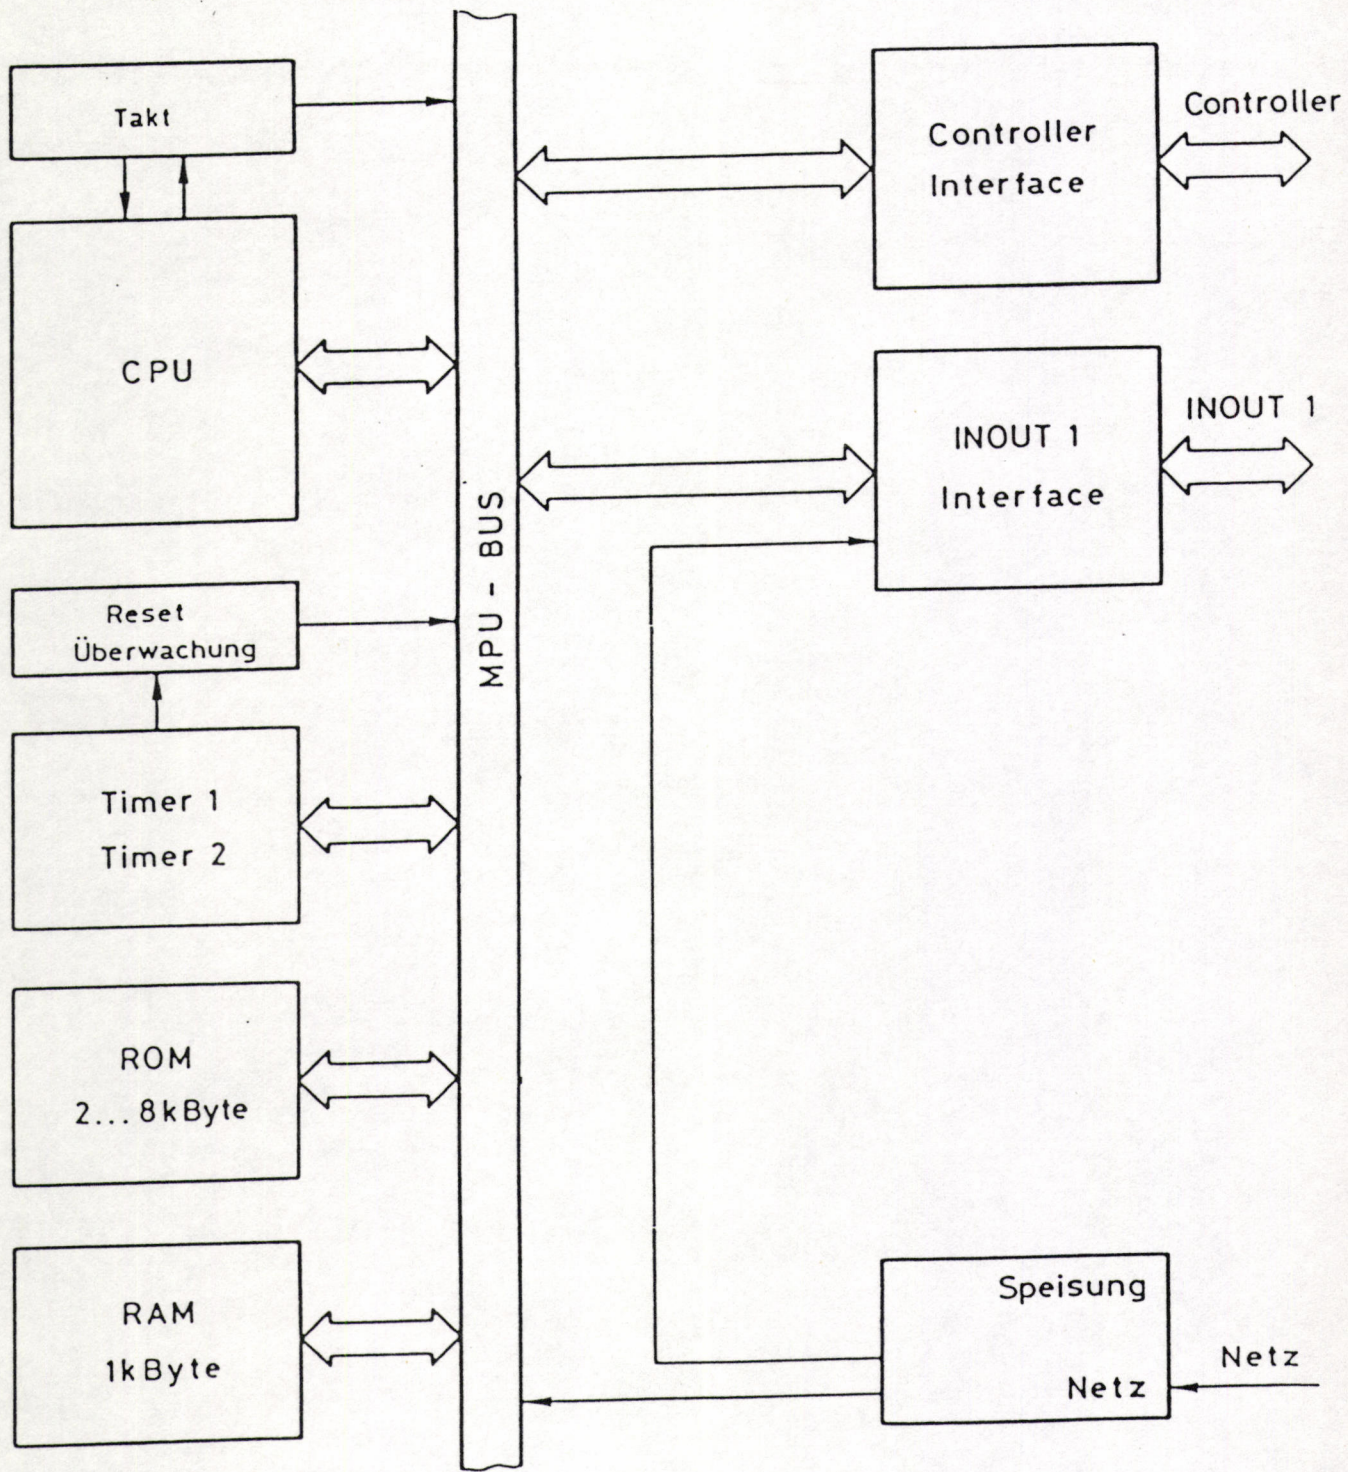 Takt
CPU
Reset
Überwachung
Timer 1
Timer 2
ROM
2...8kByte
RAM
1kByte
MPU - BUS
Controller
Interface
Controller
INOUT 1
Interface
INOUT 1
Speisung
Netz
Netz